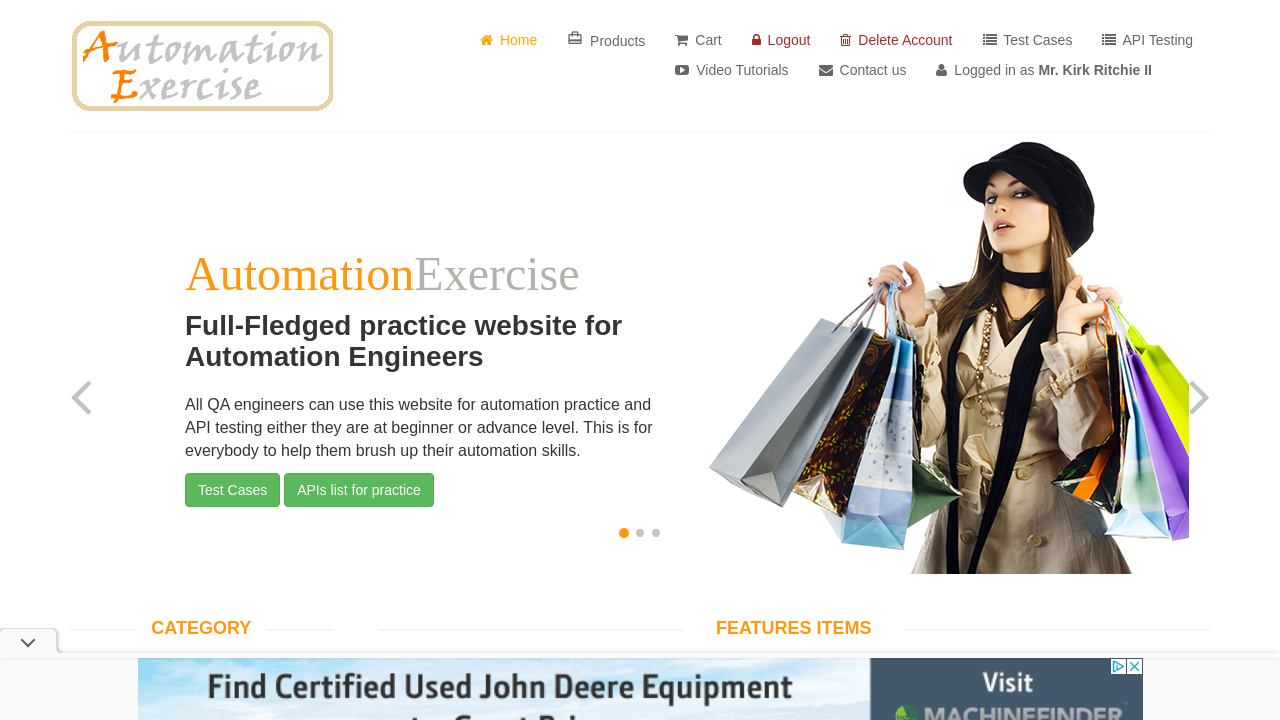 Automation
Exercise
Home
Products
Cart
Logout
Delete Account
Test Cases
API Testing
Video Tutorials
Contact us
Logged in as Mr. Kirk Ritchie II
AutomationExercise
Full-Fledged practice website for
Automation Engineers
All QA engineers can use this website for automation practice and
API testing either they are at beginner or advance level. This is for
everybody to help them brush up their automation skills.
Test Cases
APIs list for practice
CATEGORY
FEATURES ITEMS
Find Certified Used John Deere Equipment
Visit
MACHINEFINDER